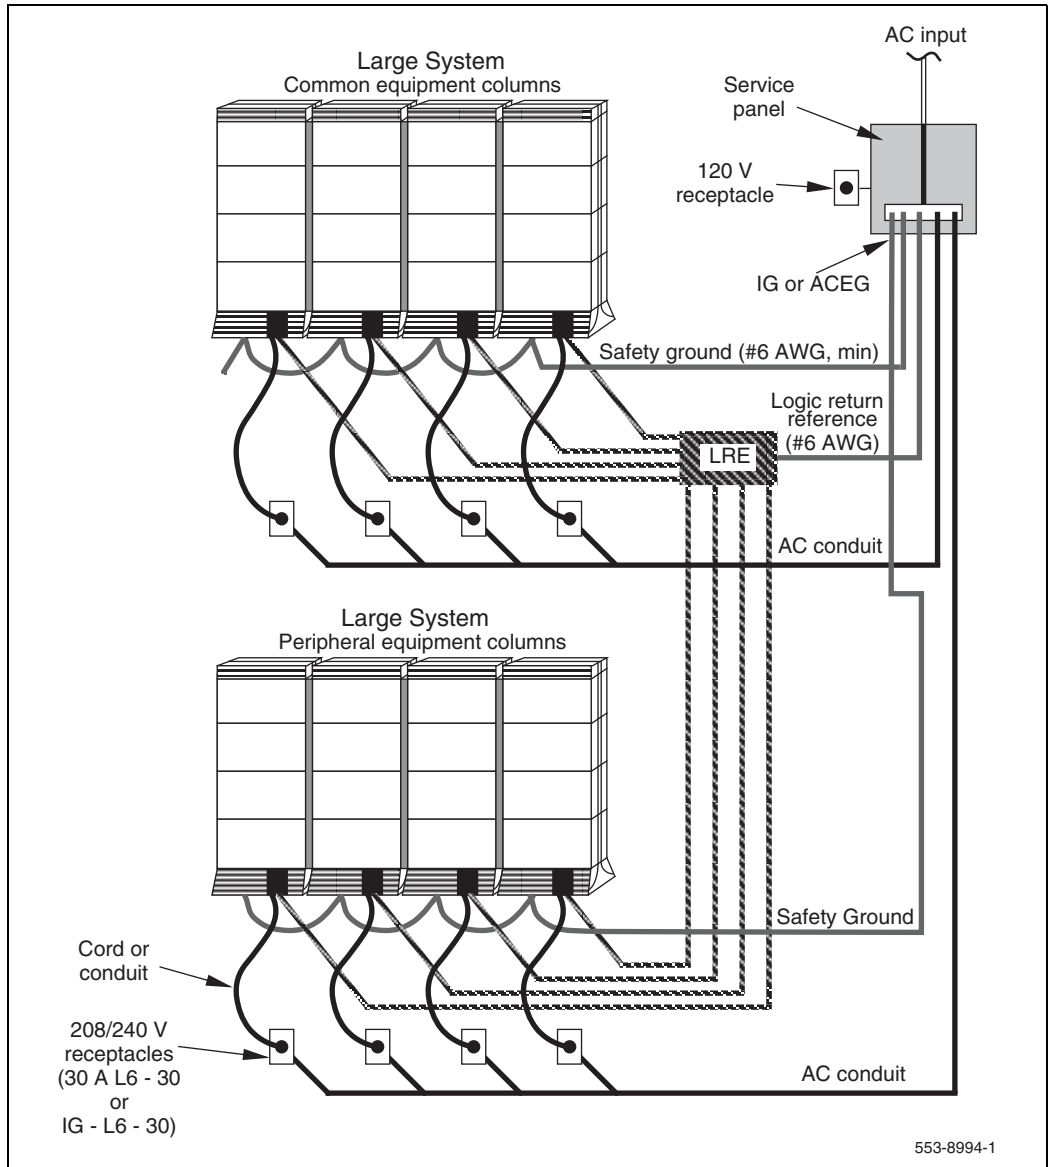 AC input
Large System
Common equipment columns
Service
panel
120 V
receptacle
IG or ACEG
Safety ground (#6 AWG, min)
Logic return
reference
(#6 AWG)
LRE
AC conduit
Large System
Peripheral equipment columns
Safety Ground
Cord or
conduit
208/240 V
receptacles
(30 A L6 - 30
or
IG - L6 - 30)
AC conduit
553-8994-1